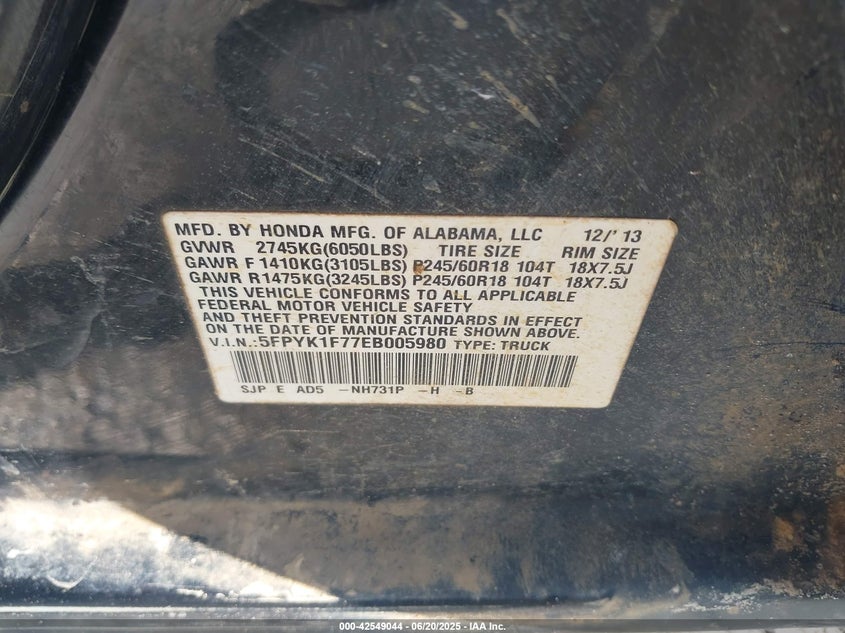 MFD. BY HONDA MFG. OF ALABAMA, LLC 12/'13
GVWR 2745KG(6050LBS) TIRE SIZE RIM SIZE
GAWR F 1410KG(3105LBS) P245/60R18 104T 18X7.5J
GAWR R1475KG(3245LBS) P245/60R18 104T 18X7.5J
THIS VEHICLE CONFORMS TO ALL APPLICABLE
FEDERAL MOTOR VEHICLE SAFETY
AND THEFT PREVENTION STANDARDS IN EFFECT
ON THE DATE OF MANUFACTURE SHOWN ABOVE.
V.I.N.:5FPYK1F77EB005980 TYPE: TRUCK
SJP E AD5 -NH731P -H -B
000-42549044 - 06/20/2025 - IAA Inc.